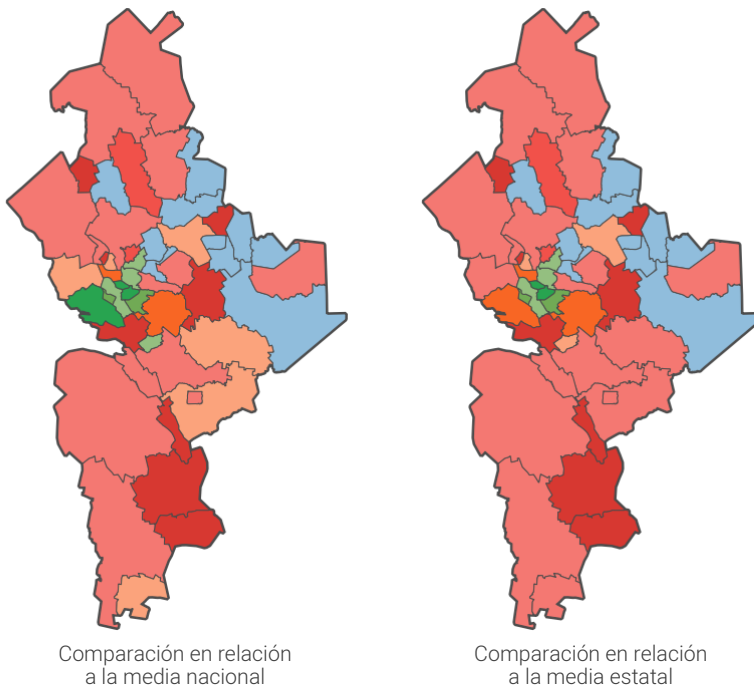 Comparación en relación
a la media nacional
Comparación en relación
a la media estatal